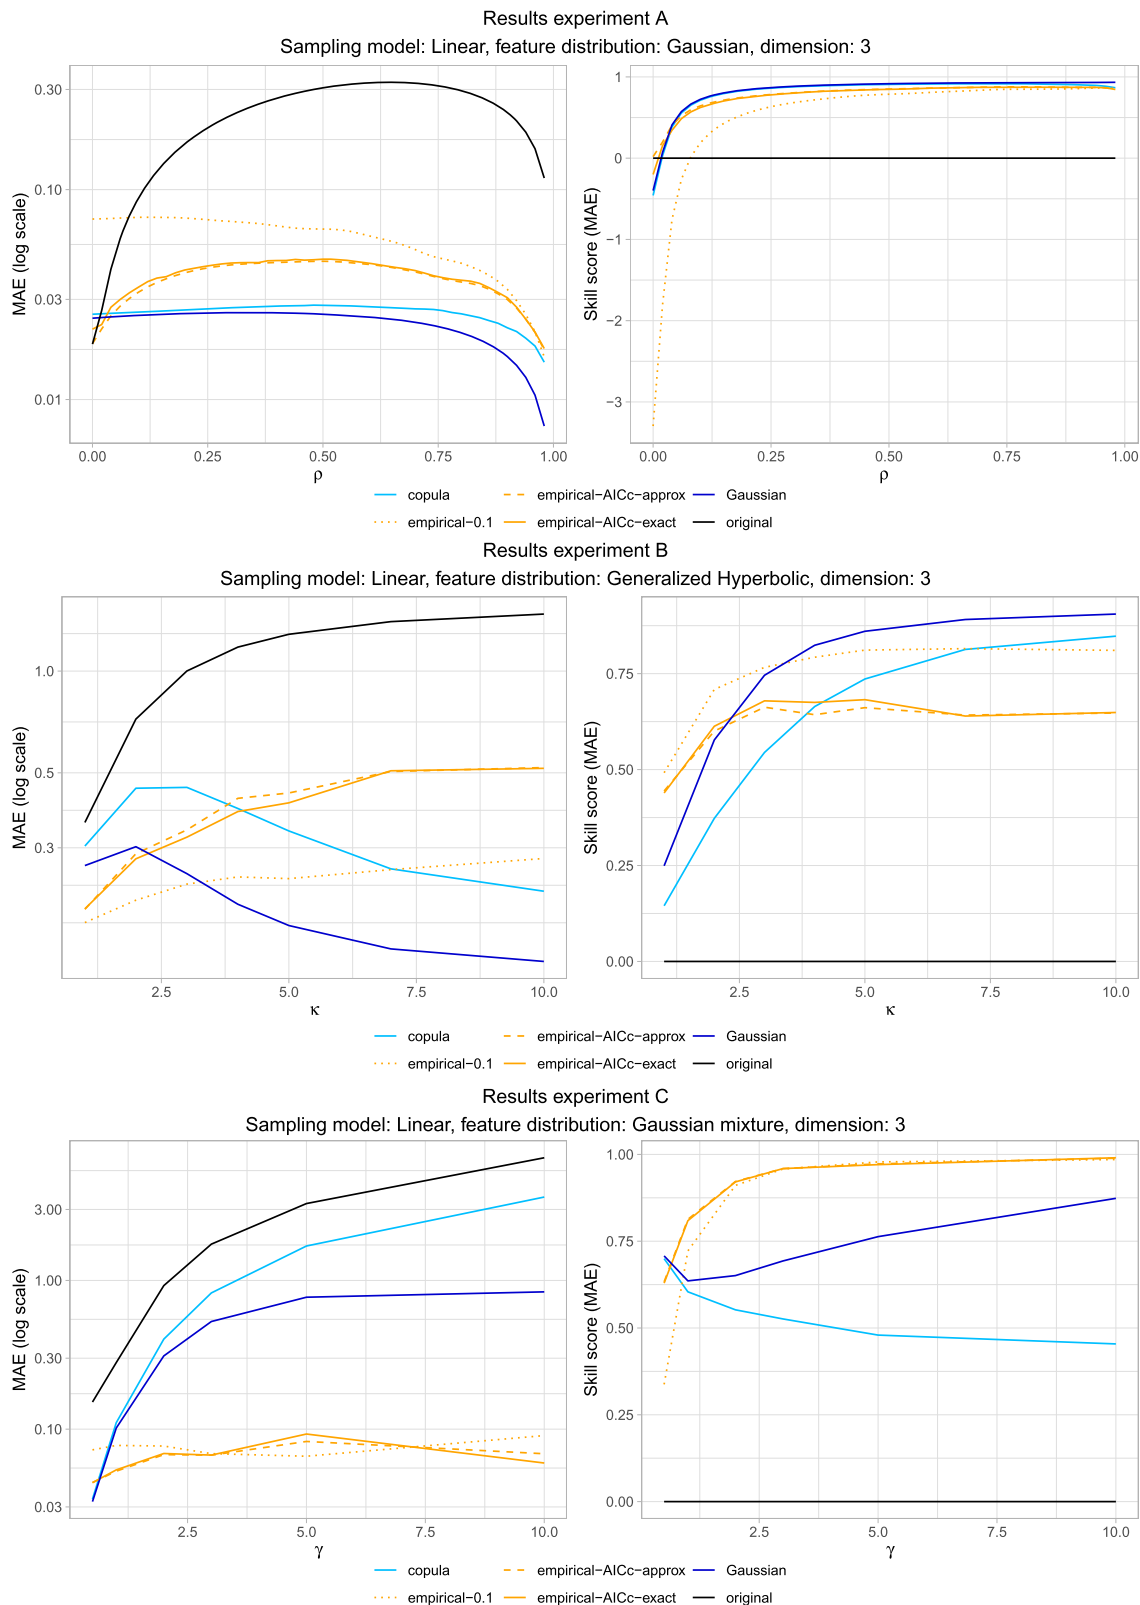 Results experiment A
Sampling model: Linear, feature distribution: Gaussian, dimension: 3
MAE (log scale)
0.30
0.10
0.03
0.01
0.00 0.25 0.50 0.75 1.00
ρ
Skill score (MAE)
1
0
−1
−2
−3
0.00 0.25 0.50 0.75 1.00
ρ
copula empirical−AICc−approx Gaussian
empirical−0.1 empirical−AICc−exact original
Results experiment B
Sampling model: Linear, feature distribution: Generalized Hyperbolic, dimension: 3
MAE (log scale)
1.0
0.5
0.3
2.5 5.0 7.5 10.0
κ
Skill score (MAE)
0.75
0.50
0.25
0.00
2.5 5.0 7.5 10.0
κ
copula empirical−AICc−approx Gaussian
empirical−0.1 empirical−AICc−exact original
Results experiment C
Sampling model: Linear, feature distribution: Gaussian mixture, dimension: 3
MAE (log scale)
3.00
1.00
0.30
0.10
0.03
2.5 5.0 7.5 10.0
γ
Skill score (MAE)
1.00
0.75
0.50
0.25
0.00
2.5 5.0 7.5 10.0
γ
copula empirical−AICc−approx Gaussian
empirical−0.1 empirical−AICc−exact original